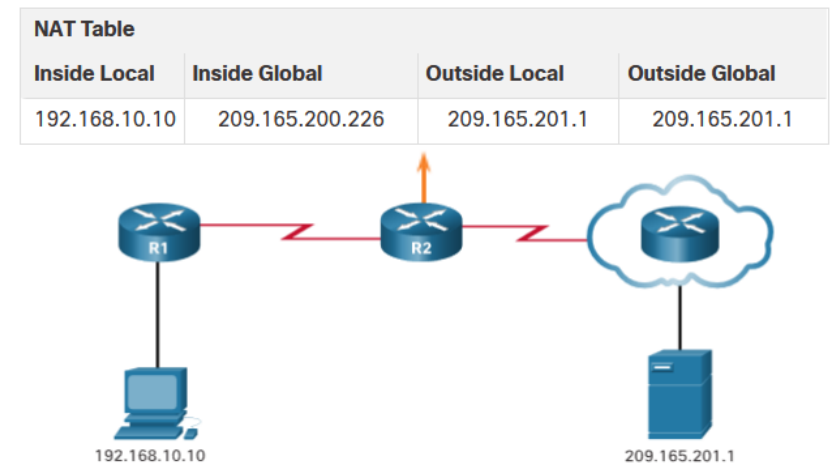 NAT Table
Inside Local Inside Global Outside Local Outside Global
192.168.10.10 209.165.200.226 209.165.201.1 209.165.201.1
R1 R2
192.168.10.10 209.165.201.1